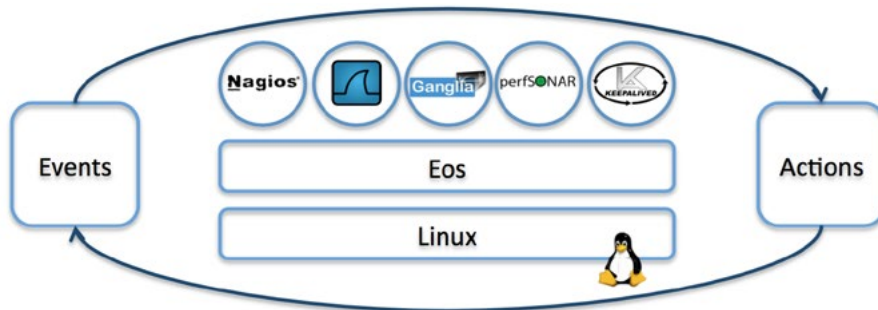 Nagios®
Ganglia
perfSONAR
KEEPALIVED
Events
Eos
Actions
Linux